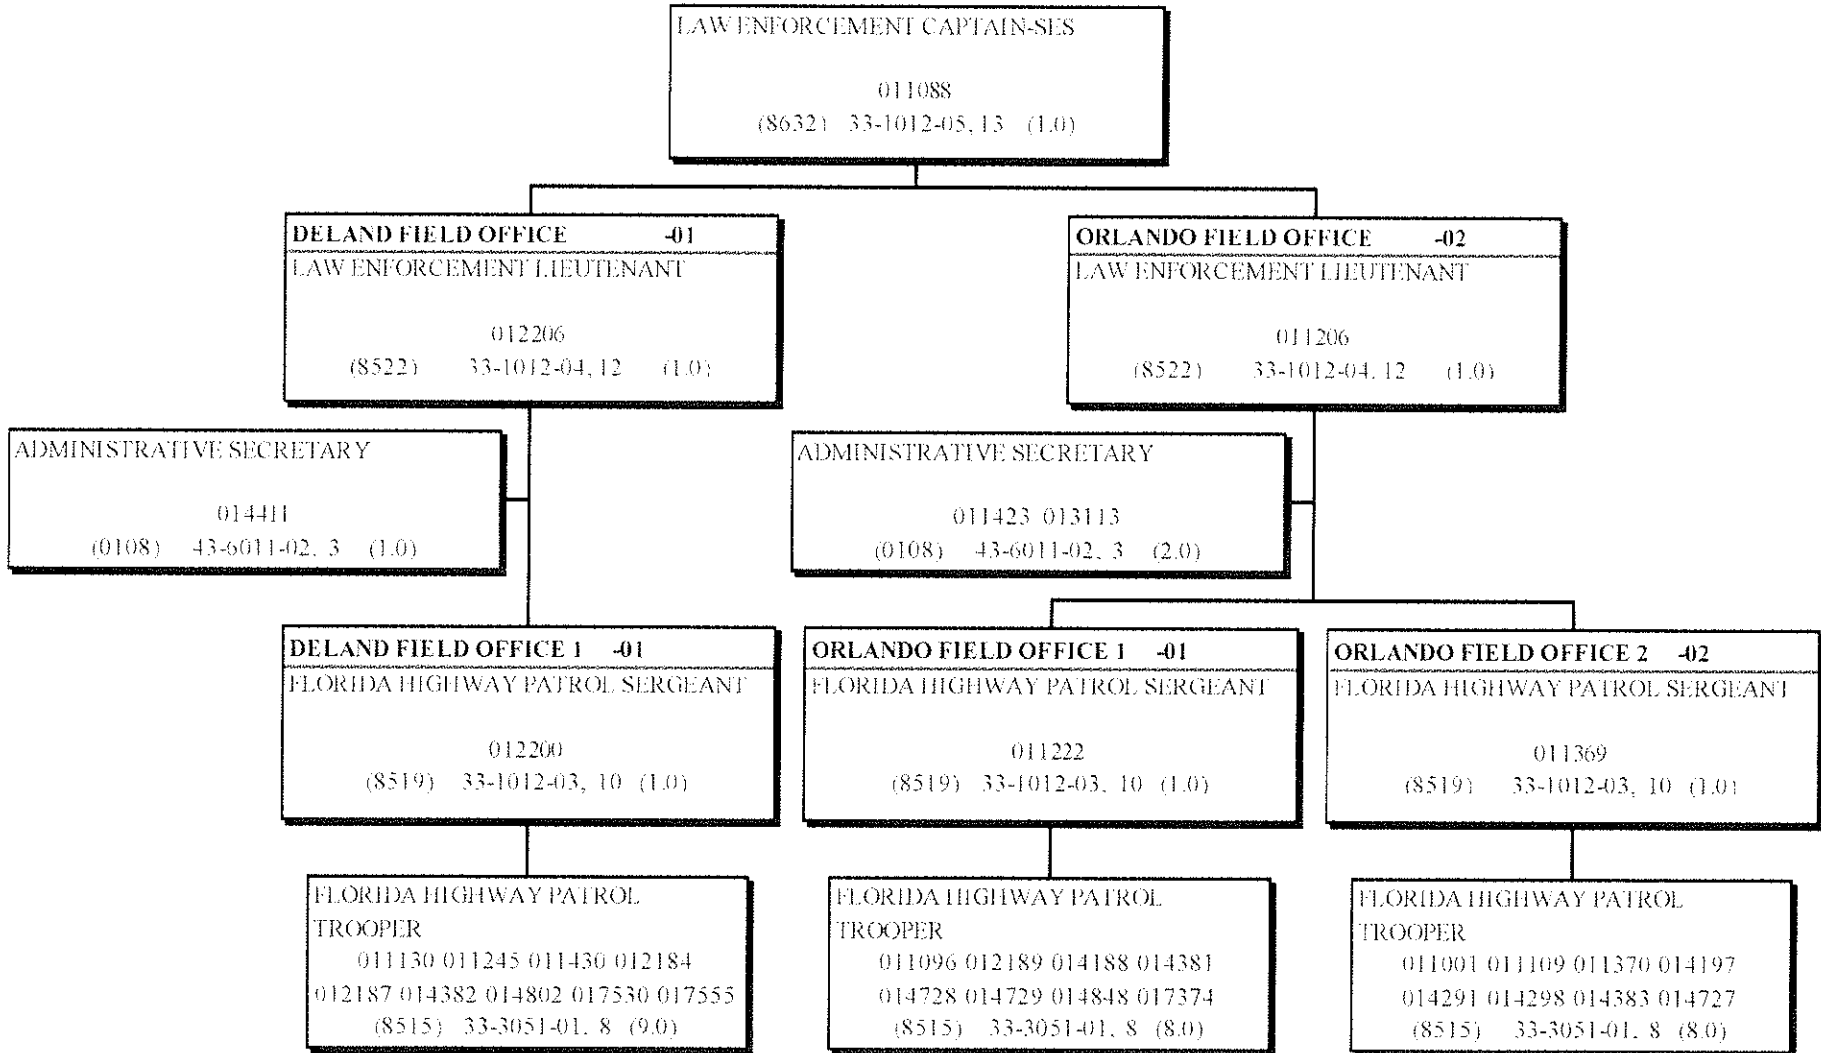 LAW ENFORCEMENT CAPTAIN-SES
011088
(8632) 33-1012-05, 13 (1.0)
DELAND FIELD OFFICE -01
LAW ENFORCEMENT LIEUTENANT
012206
(8522) 33-1012-04, 12 (1.0)
ORLANDO FIELD OFFICE -02
LAW ENFORCEMENT LIEUTENANT
011206
(8522) 33-1012-04, 12 (1.0)
ADMINISTRATIVE SECRETARY
014411
(0108) 43-6011-02, 3 (1.0)
ADMINISTRATIVE SECRETARY
011423 013113
(0108) 43-6011-02, 3 (2.0)
DELAND FIELD OFFICE 1 -01
FLORIDA HIGHWAY PATROL SERGEANT
012200
(8519) 33-1012-03, 10 (1.0)
ORLANDO FIELD OFFICE 1 -01
FLORIDA HIGHWAY PATROL SERGEANT
011222
(8519) 33-1012-03, 10 (1.0)
ORLANDO FIELD OFFICE 2 -02
FLORIDA HIGHWAY PATROL SERGEANT
011369
(8519) 33-1012-03, 10 (1.0)
FLORIDA HIGHWAY PATROL
TROOPER
011130 011245 011430 012184
012187 014382 014802 017530 017555
(8515) 33-3051-01, 8 (9.0)
FLORIDA HIGHWAY PATROL
TROOPER
011096 012189 014188 014381
014728 014729 014848 017374
(8515) 33-3051-01, 8 (8.0)
FLORIDA HIGHWAY PATROL
TROOPER
011001 011109 011370 014197
014291 014298 014383 014727
(8515) 33-3051-01, 8 (8.0)